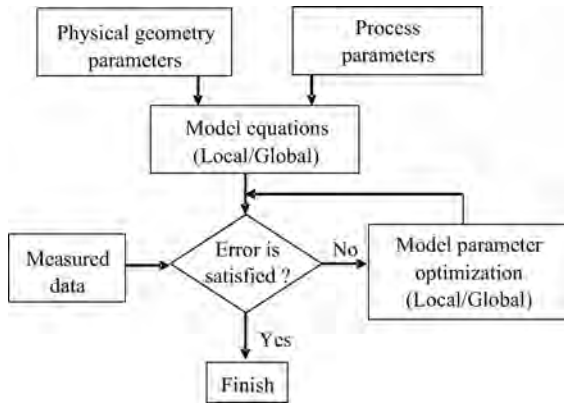 Physical geometry
parameters
Process
parameters
Model equations
(Local/Global)
Measured
data
Error is
satisfied ?
No
Model parameter
optimization
(Local/Global)
Yes
Finish